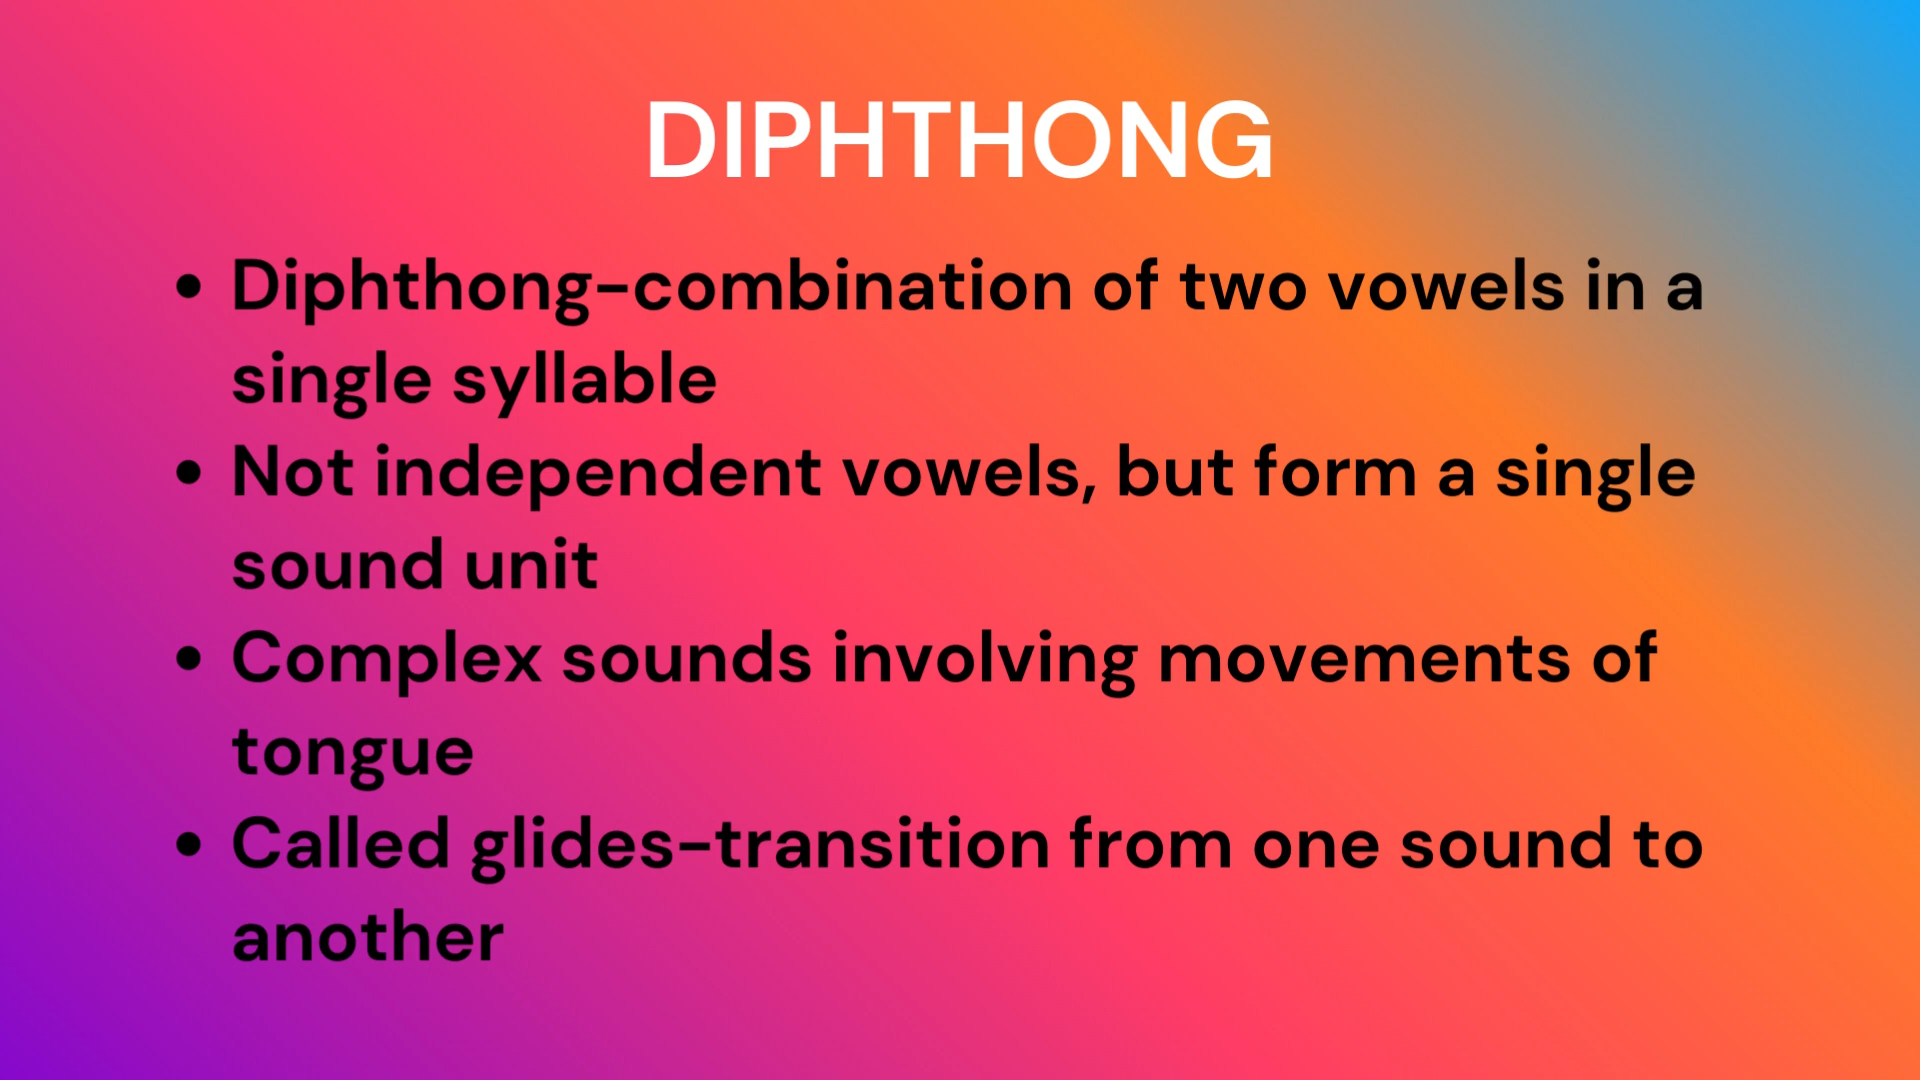 DIPHTHONG
• Diphthong-combination of two vowels in a
single syllable
• Not independent vowels, but form a single
sound unit
• Complex sounds involving movements of
tongue
• Called glides-transition from one sound to
another